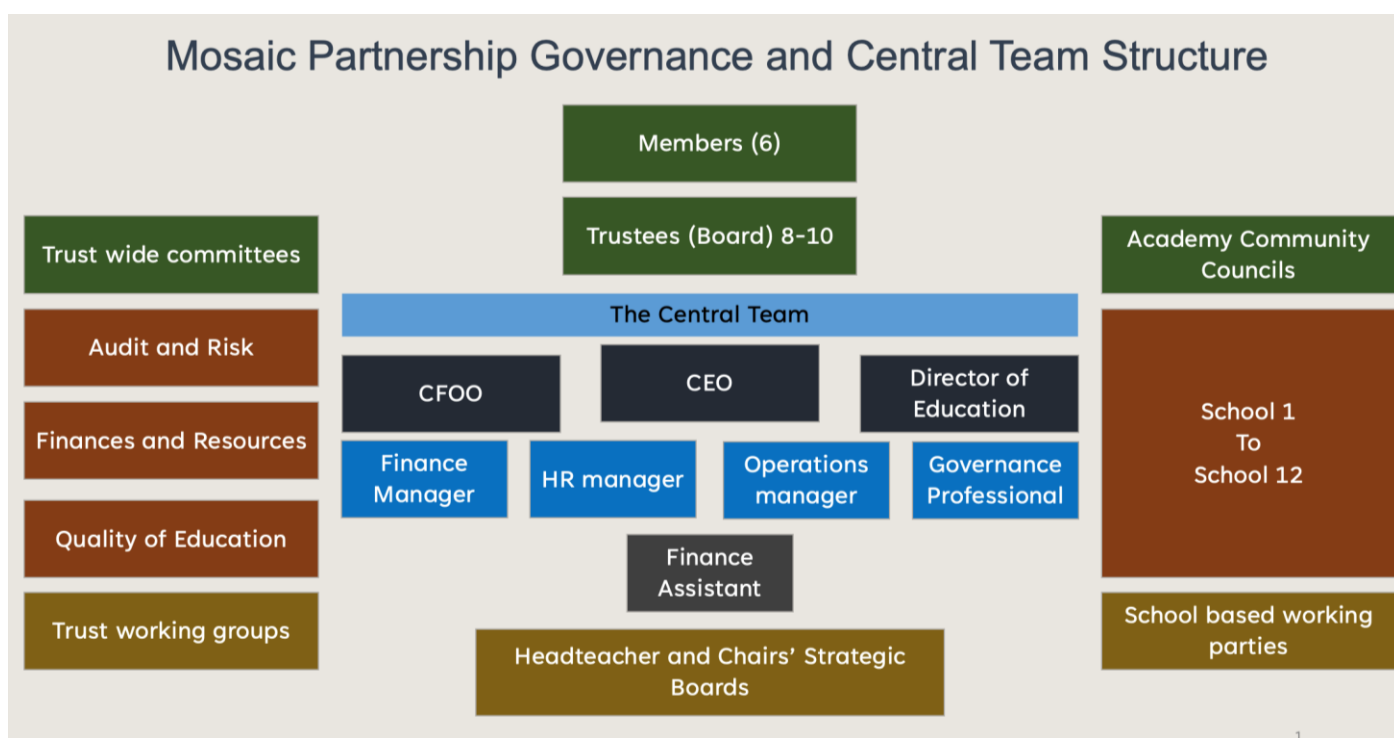 Mosaic Partnership Governance and Central Team Structure
Members (6)
Trustees (Board) 8-10
Trust wide committees
Audit and Risk
Finances and Resources
Quality of Education
Trust working groups
The Central Team
CFOO
CEO
Director of
Education
Finance
Manager
HR manager
Operations
manager
Governance
Professional
Finance
Assistant
Headteacher and Chairs’ Strategic
Boards
Academy Community
Councils
School 1
To
School 12
School based working
parties
1